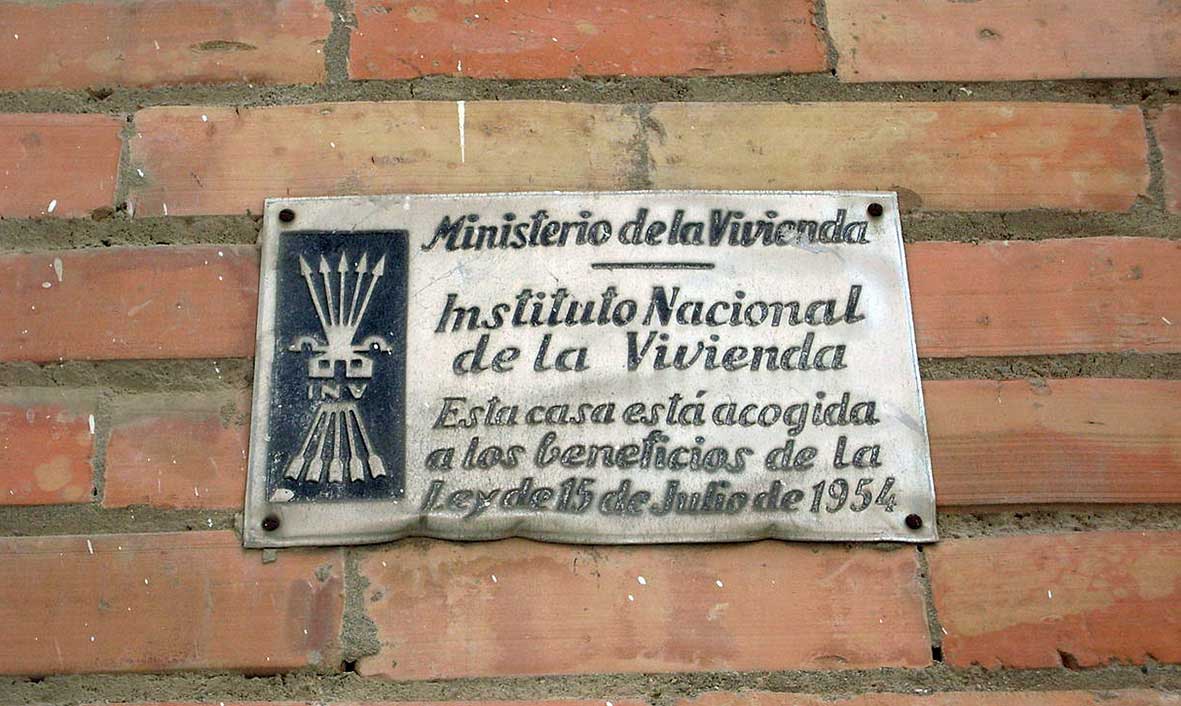 Ministerio de la Vivienda
Instituto Nacional
de la Vivienda
INV
Esta casa está acogida
a los beneficios de la
Ley de 15 de Julio de 1954